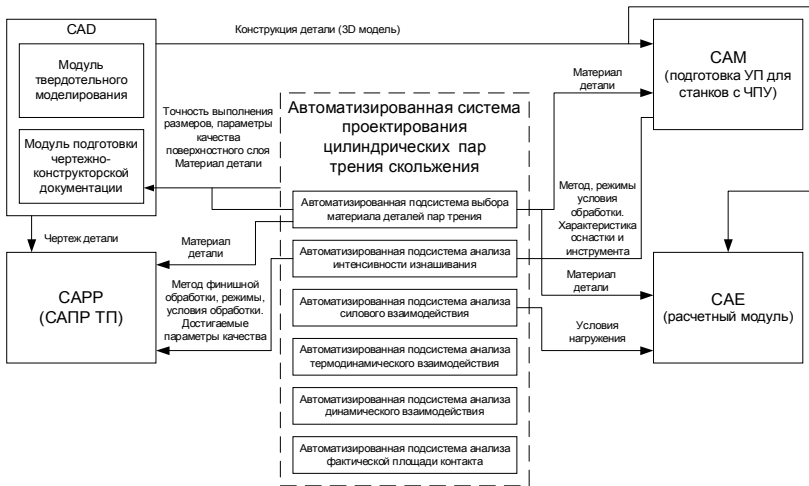 CAD
Модуль
твердотельного
моделирования
Модуль подготовки
чертежно-
конструкторской
документации
Конструкция детали (3D модель)
CAM
(подготовка УП для
станков с ЧПУ)
Материал
детали
Точность выполнения
размеров, параметры
качества
поверхностного слоя
Материал детали
Автоматизированная система
проектирования
цилиндрических пар
трения скольжения
Автоматизированная подсистема выбора
материала деталей пар трения
Автоматизированная подсистема анализа
интенсивности изнашивания
Автоматизированная подсистема анализа
силового взаимодействия
Автоматизированная подсистема анализа
термодинамического взаимодействия
Автоматизированная подсистема анализа
динамического взаимодействия
Автоматизированная подсистема анализа
фактической площади контакта
Метод, режимы
условия
обработки.
Характеристика
оснастки и
инструмента
Чертеж детали
Материал
детали
CAPP
(САПР ТП)
Метод финишной
обработки, режимы,
условия обработки.
Достигаемые
параметры качества
Материал
детали
CAE
(расчетный модуль)
Условия
нагружения